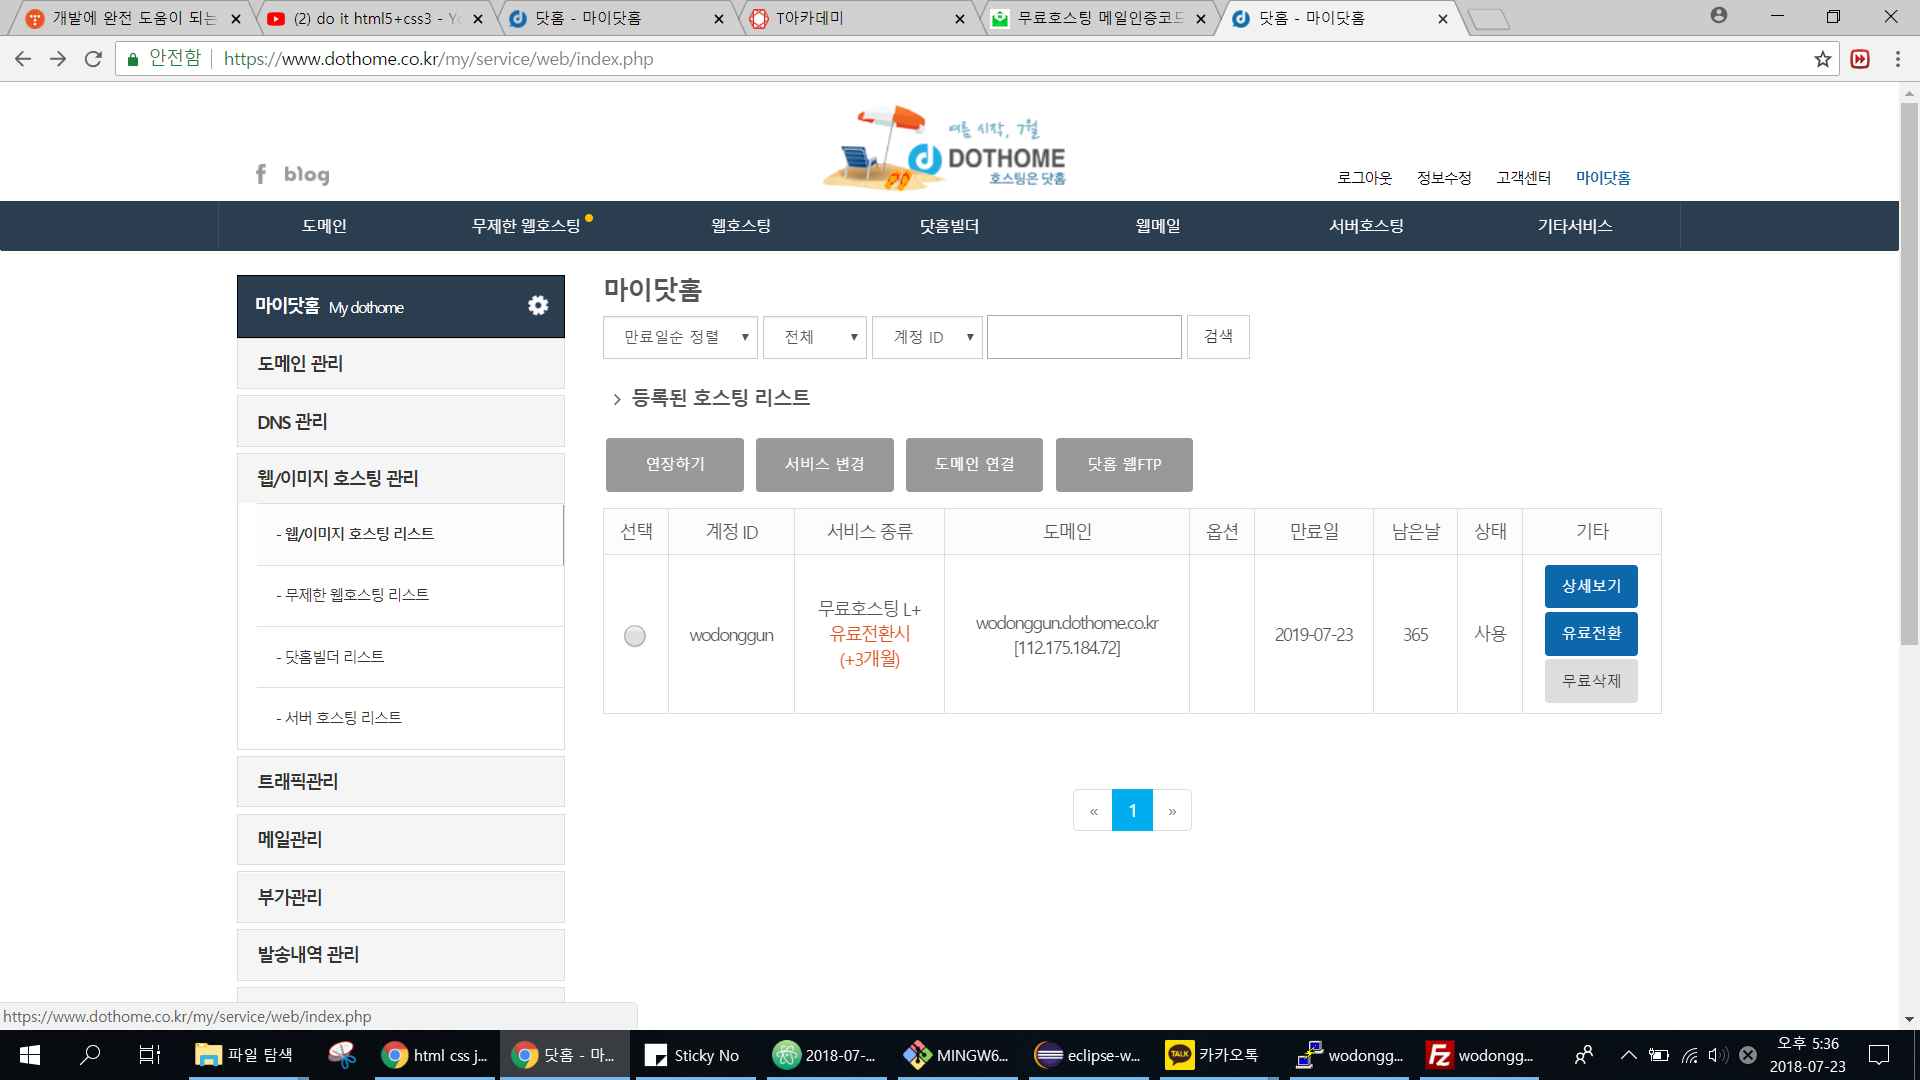 개발에 완전 도움이 되는
(2) do it html5+css3 - Yo
닷홈 - 마이닷홈
T아카데미
무료호스팅 메일인증코드
닷홈 - 마이닷홈
안전함
https://www.dothome.co.kr/my/service/web/index.php
여름 시작, 7월
DOTHOME
호스팅은 닷홈
f blog
로그아웃 정보수정 고객센터 마이닷홈
도메인 무제한 웹호스팅 웹호스팅 닷홈빌더 웹메일 서버호스팅 기타서비스
마이닷홈 My dothome
도메인 관리
DNS 관리
웹/이미지 호스팅 관리
- 웹/이미지 호스팅 리스트
- 무제한 웹호스팅 리스트
- 닷홈빌더 리스트
- 서버 호스팅 리스트
트래픽관리
메일관리
부가관리
발송내역 관리
마이닷홈
만료일순 정렬 전체 계정 ID 검색
등록된 호스팅 리스트
연장하기 서비스 변경 도메인 연결 닷홈 웹FTP
선택 계정 ID 서비스 종류 도메인 옵션 만료일 남은날 상태 기타
wodonggun
무료호스팅 L+
유료전환시
(+3개월)
wodonggun.dothome.co.kr
[112.175.184.72]
2019-07-23 365 사용
상세보기
유료전환
무료삭제
« 1 »
https://www.dothome.co.kr/my/service/web/index.php
파일 탐색
html css j...
닷홈 - 마...
Sticky No
2018-07-...
MINGW6...
eclipse-w...
TALK
카카오톡
wodongg...
wodongg...
오후 5:36
2018-07-23